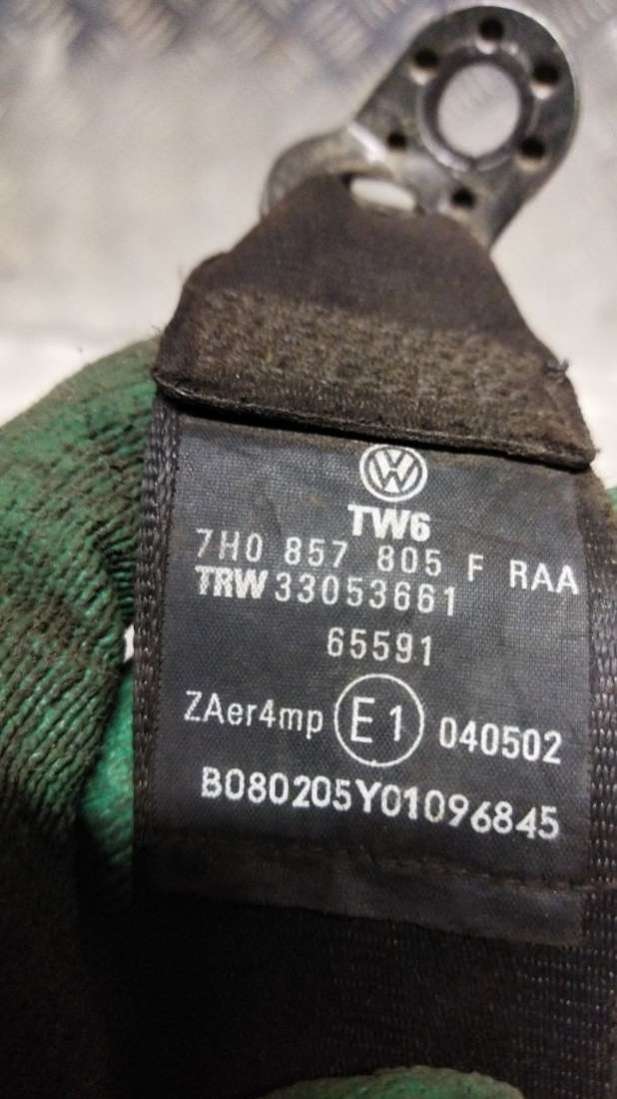 TW6
7H0 857 805 F RAA
TRW 33053661
65591
ZAer4mp E1 040502
B080205Y01096845